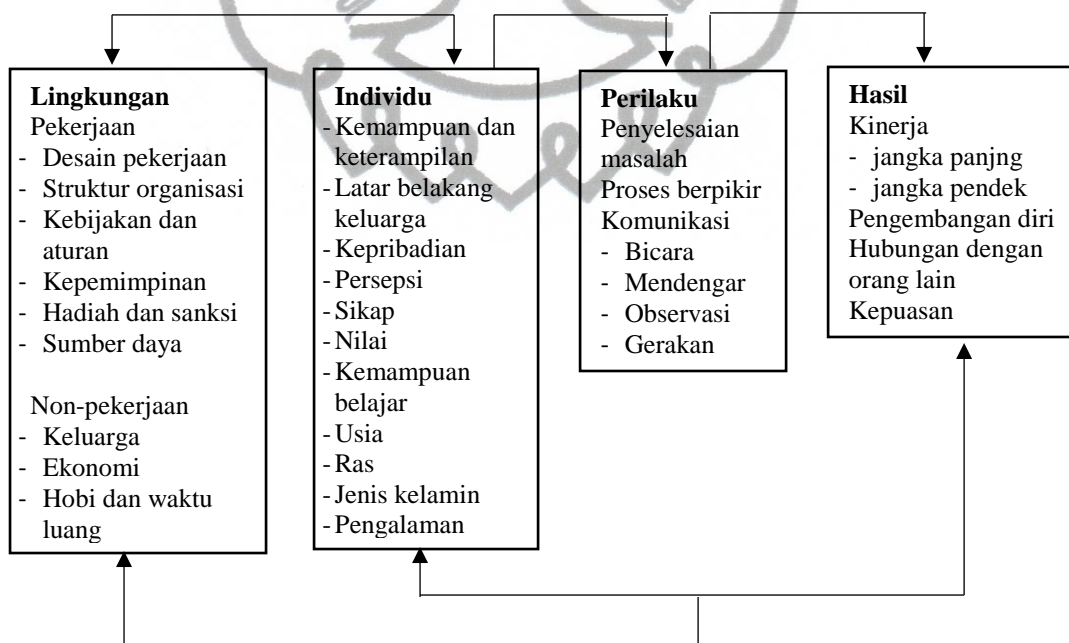 Lingkungan
Pekerjaan
- Desain pekerjaan
- Struktur organisasi
- Kebijakan dan
aturan
- Kepemimpinan
- Hadiah dan sanksi
- Sumber daya
Non-pekerjaan
- Keluarga
- Ekonomi
- Hobi dan waktu
luang
Individu
- Kemampuan dan
keterampilan
- Latar belakang
keluarga
- Kepribadian
- Persepsi
- Sikap
- Nilai
- Kemampuan
belajar
- Usia
- Ras
- Jenis kelamin
- Pengalaman
Perilaku
Penyelesaian
masalah
Proses berpikir
Komunikasi
- Bicara
- Mendengar
- Observasi
- Gerakan
Hasil
Kinerja
- jangka panjng
- jangka pendek
Pengembangan diri
Hubungan dengan
orang lain
Kepuasan